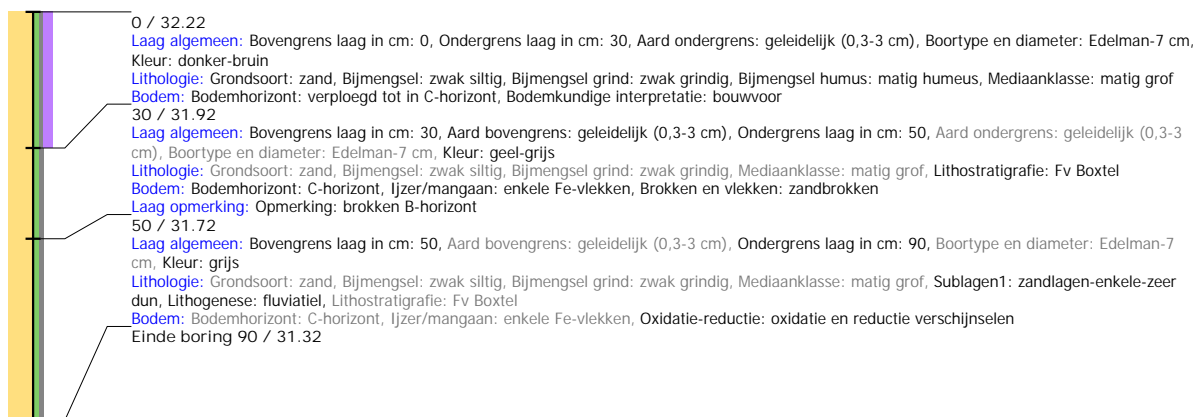 0 / 32.22
Laag algemeen: Bovengrens laag in cm: 0, Ondergrens laag in cm: 30, Aard ondergrens: geleidelijk (0,3-3 cm), Boortype en diameter: Edelman-7 cm,
Kleur: donker-bruin
Lithologie: Grondsoort: zand, Bijmengsel: zwak siltig, Bijmengsel grind: zwak grindig, Bijmengsel humus: matig humeus, Mediaanklasse: matig grof
Bodem: Bodemhorizont: verploegd tot in C-horizont, Bodemkundige interpretatie: bouwvoor
30 / 31.92
Laag algemeen: Bovengrens laag in cm: 30, Aard bovengrens: geleidelijk (0,3-3 cm), Ondergrens laag in cm: 50, Aard ondergrens: geleidelijk (0,3-3
cm), Boortype en diameter: Edelman-7 cm, Kleur: geel-grijs
Lithologie: Grondsoort: zand, Bijmengsel: zwak siltig, Bijmengsel grind: zwak grindig, Mediaanklasse: matig grof, Lithostratigrafie: Fv Boxtel
Bodem: Bodemhorizont: C-horizont, Ijzer/mangaan: enkele Fe-vlekken, Brokken en vlekken: zandbrokken
Laag opmerking: Opmerking: brokken B-horizont
50 / 31.72
Laag algemeen: Bovengrens laag in cm: 50, Aard bovengrens: geleidelijk (0,3-3 cm), Ondergrens laag in cm: 90, Boortype en diameter: Edelman-7
cm, Kleur: grijs
Lithologie: Grondsoort: zand, Bijmengsel: zwak siltig, Bijmengsel grind: zwak grindig, Mediaanklasse: matig grof, Sublagen1: zandlagen-enkele-zeer
dun, Lithogenese: fluviatiel, Lithostratigrafie: Fv Boxtel
Bodem: Bodemhorizont: C-horizont, Ijzer/mangaan: enkele Fe-vlekken, Oxidatie-reductie: oxidatie en reductie verschijnselen
Einde boring 90 / 31.32